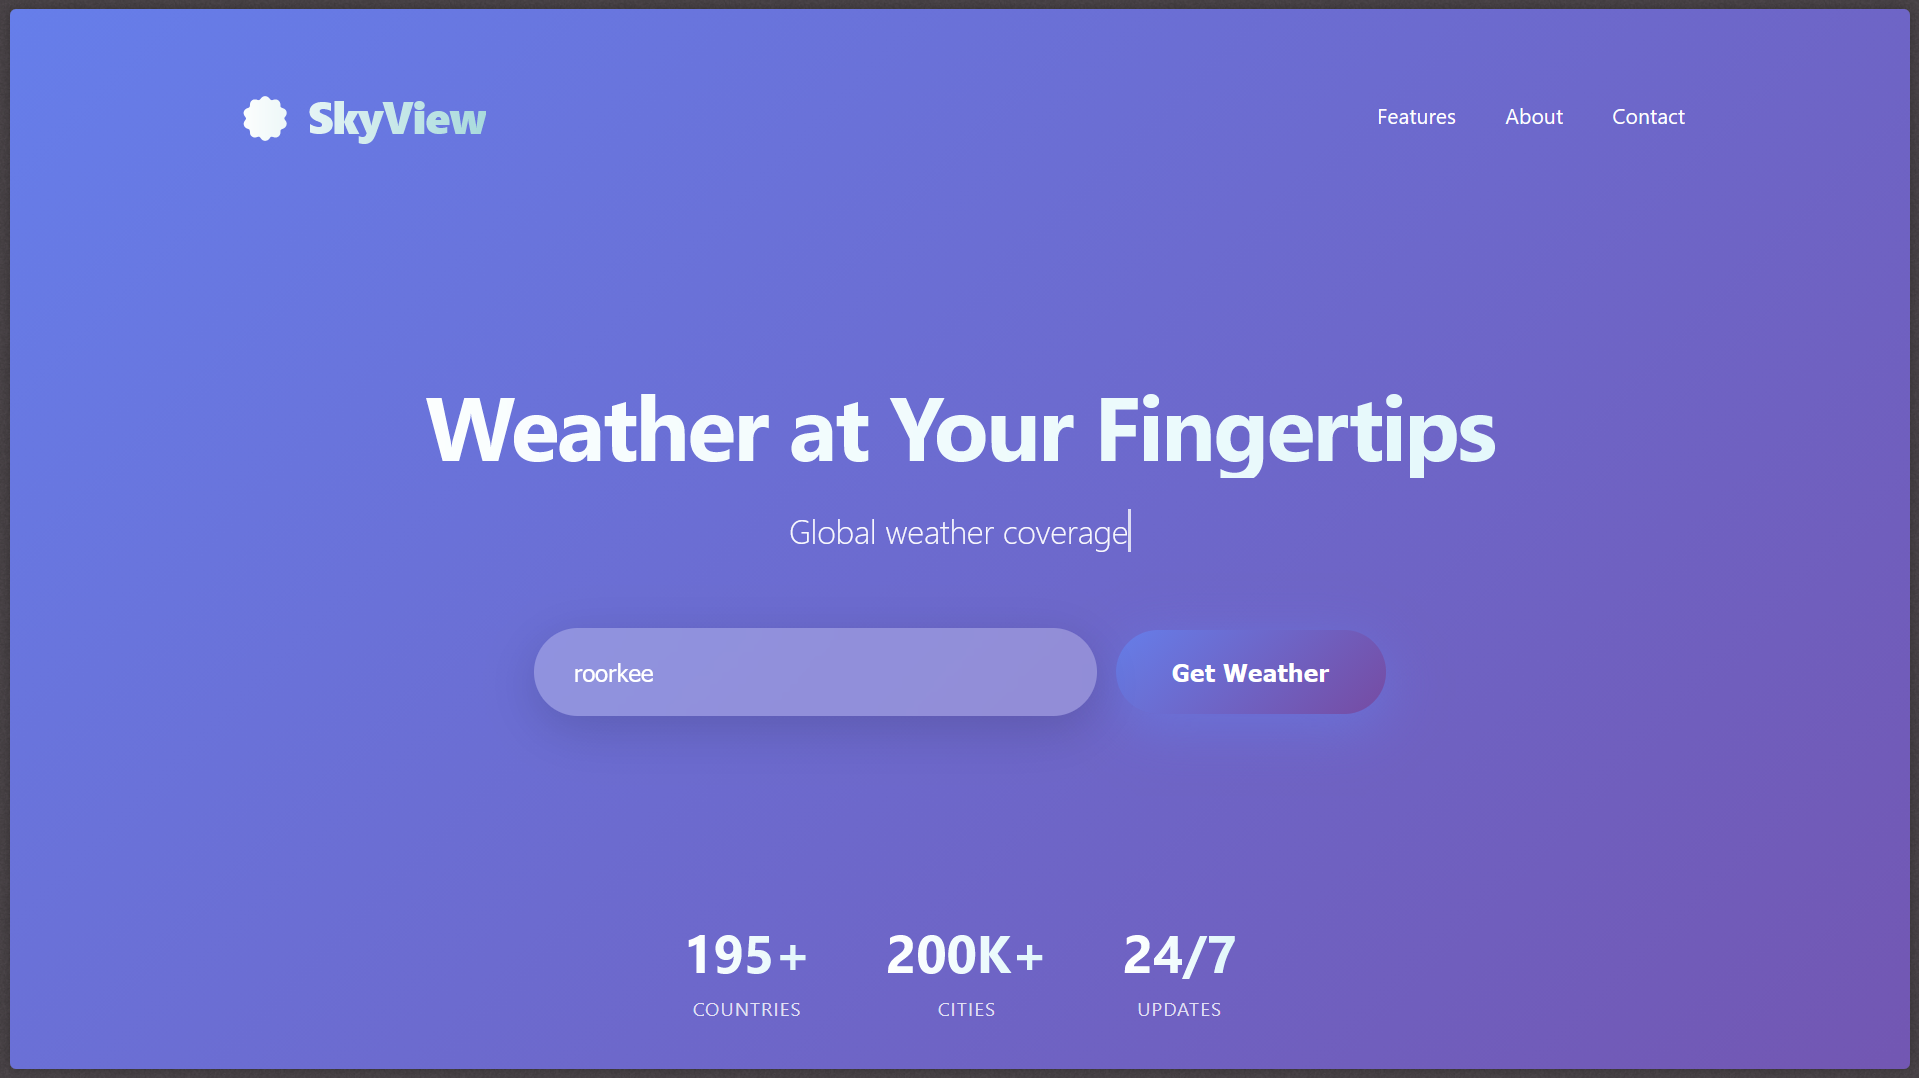 SkyView
Features About Contact
Weather at Your Fingertips
Global weather coverage
roorkee
Get Weather
195+ 200K+ 24/7
COUNTRIES CITIES UPDATES